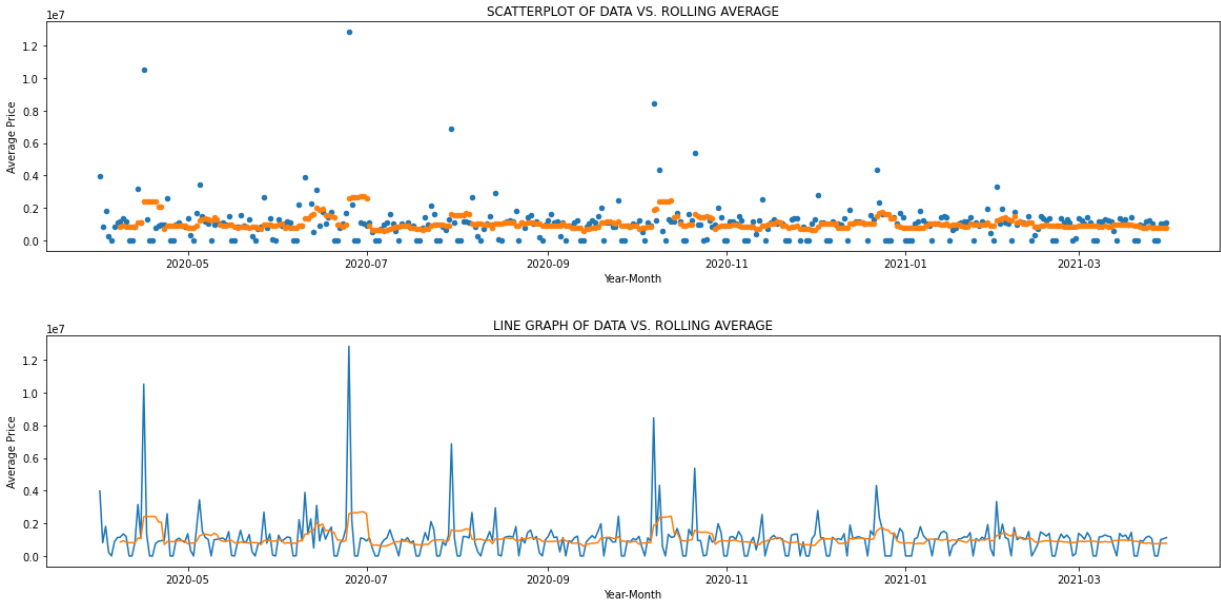 SCATTERPLOT OF DATA VS. ROLLING AVERAGE
1e7
1.2
1.0
0.8
0.6
0.4
0.2
0.0
Average Price
2020-05 2020-07 2020-09 2020-11 2021-01 2021-03
Year-Month
LINE GRAPH OF DATA VS. ROLLING AVERAGE
1e7
1.2
1.0
0.8
0.6
0.4
0.2
0.0
Average Price
2020-05 2020-07 2020-09 2020-11 2021-01 2021-03
Year-Month